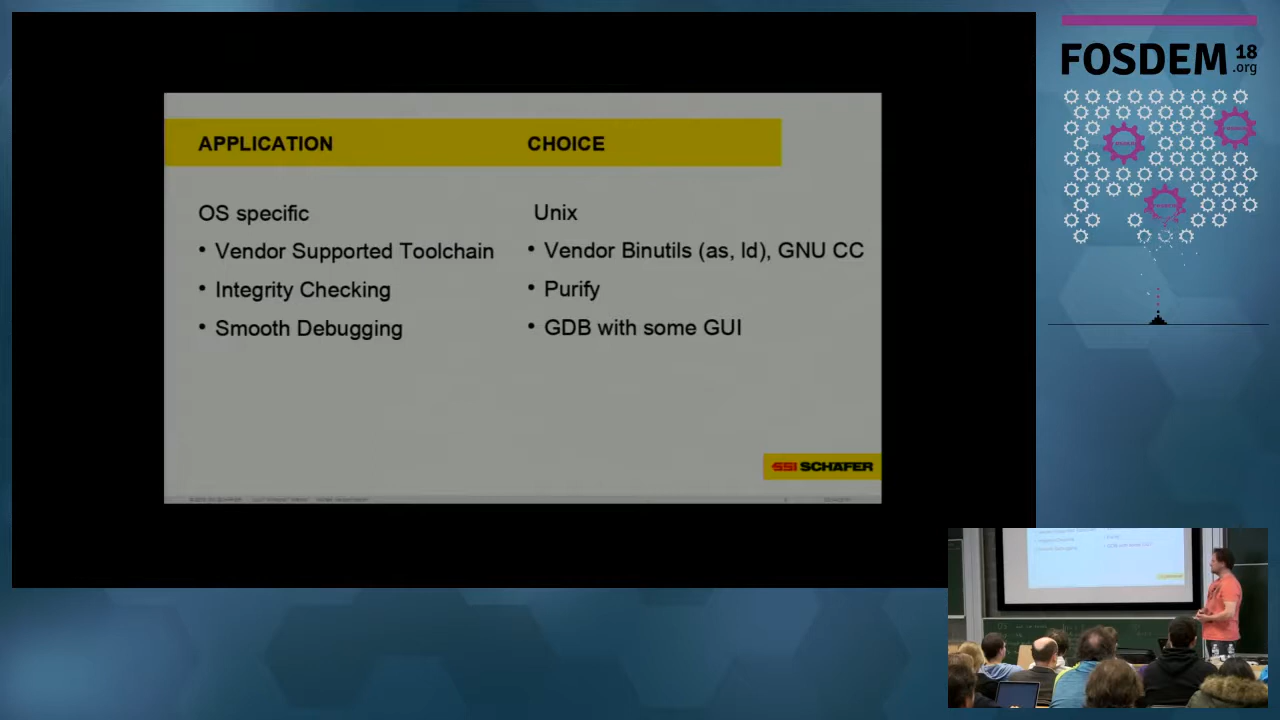 FOSDEM 18
.org
APPLICATION CHOICE
OS specific Unix
• Vendor Supported Toolchain • Vendor Binutils (as, ld), GNU CC
• Integrity Checking • Purify
• Smooth Debugging • GDB with some GUI
SSI SCHÄFER